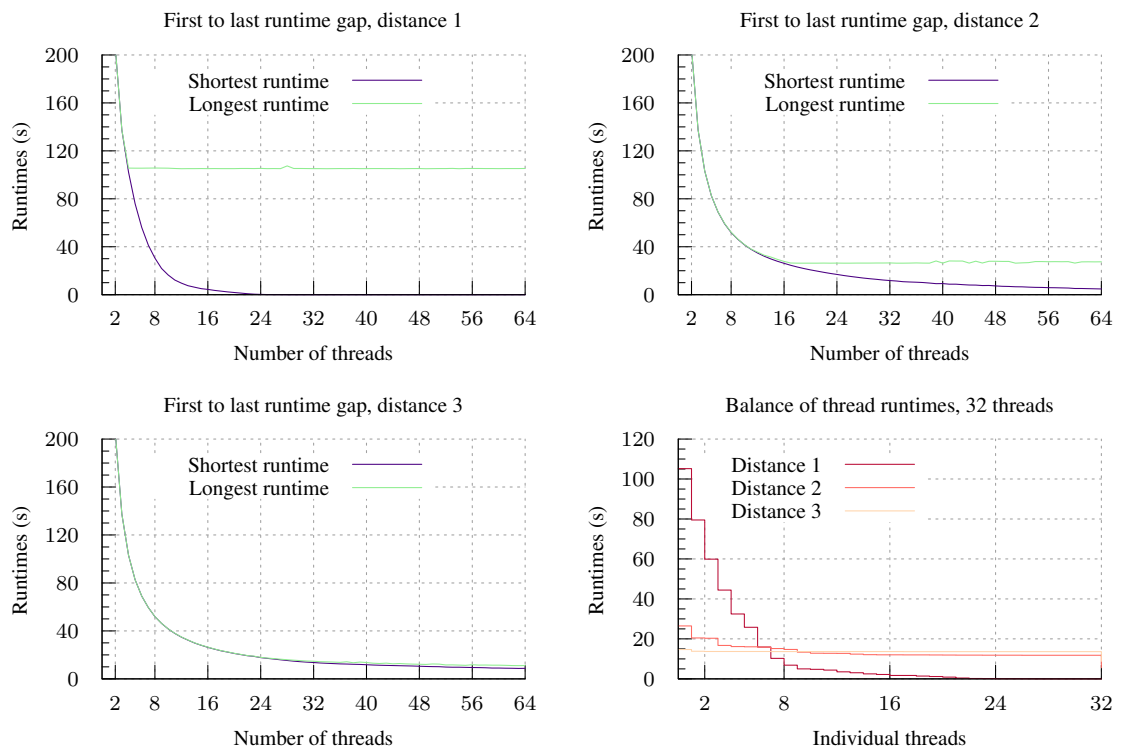 First to last runtime gap, distance 1
200
160
120
80
40
0
Runtimes (s)
Shortest runtime
Longest runtime
2 8 16 24 32 40 48 56 64
Number of threads
First to last runtime gap, distance 2
200
160
120
80
40
0
Runtimes (s)
Shortest runtime
Longest runtime
2 8 16 24 32 40 48 56 64
Number of threads
First to last runtime gap, distance 3
200
160
120
80
40
0
Runtimes (s)
Shortest runtime
Longest runtime
2 8 16 24 32 40 48 56 64
Number of threads
Balance of thread runtimes, 32 threads
120
100
80
60
40
20
0
Runtimes (s)
Distance 1
Distance 2
Distance 3
2 8 16 24 32
Individual threads